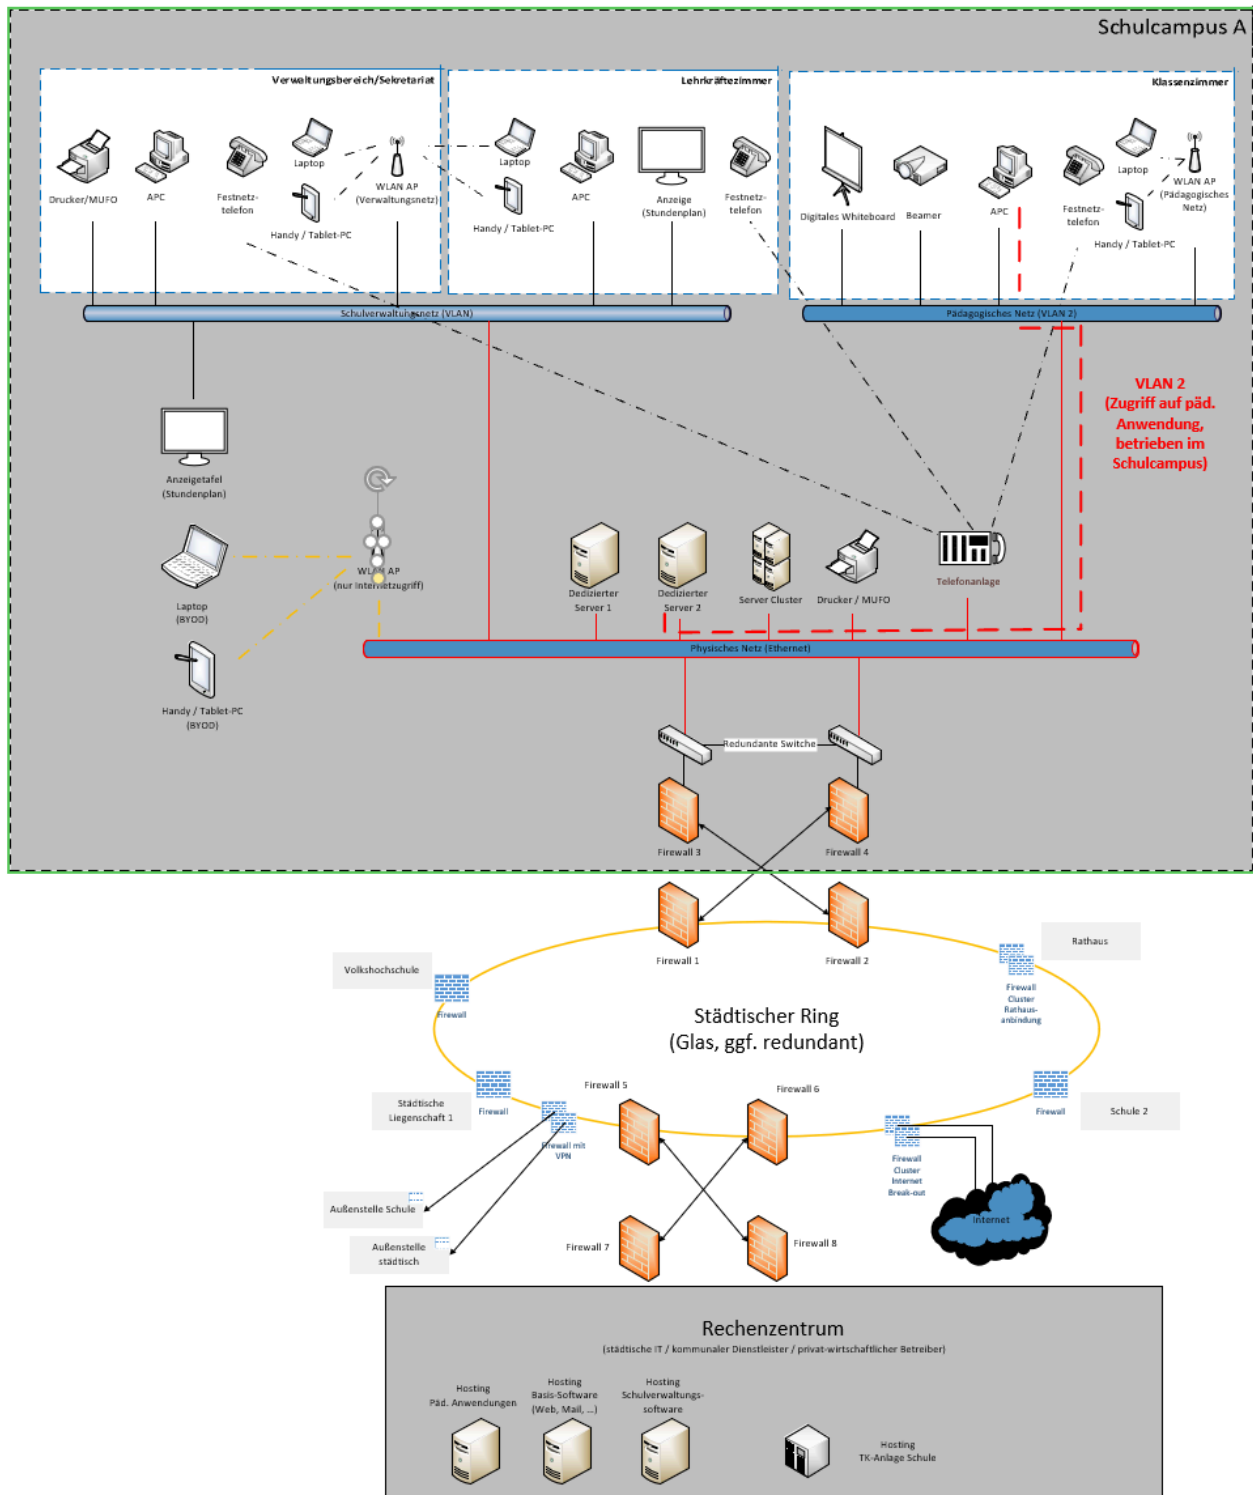 Schulcampus A
Verwaltungsbereich/Sekretariat
Lehrkräftezimmer
Klassenzimmer
Drucker/MUFO
APC
Festnetz-
telefon
Laptop
Handy / Tablet-PC
WLAN AP
(Verwaltungsnetz)
Laptop
Handy / Tablet-PC
APC
Anzeige
(Stundenplan)
Festnetz-
telefon
Digitales Whiteboard
Beamer
APC
Festnetz-
telefon
Laptop
Handy / Tablet-PC
WLAN AP
(Pädagogisches
Netz)
Schulverwaltungsnetz (VLAN)
Pädagogisches Netz (VLAN 2)
VLAN 2
(Zugriff auf päd.
Anwendung,
betrieben im
Schulcampus)
Anzeigetafel
(Stundenplan)
Laptop
(BYOD)
WLAN AP
(nur Internetzugriff)
Handy / Tablet-PC
(BYOD)
Dedizierter
Server 1
Dedizierter
Server 2
Server Cluster
Drucker / MUFO
Telefonanlage
Physisches Netz (Ethernet)
Redundante Switche
Firewall 3
Firewall 4
Firewall 1
Firewall 2
Volkshochschule
Firewall
Rathaus
Firewall
Cluster
Rathaus-
anbindung
Städtischer Ring
(Glas, ggf. redundant)
Städtische
Liegenschaft 1
Firewall
Firewall mit
VPN
Firewall 5
Firewall 6
Firewall
Cluster
Internet
Break-out
Firewall
Schule 2
Außenstelle Schule
Außenstelle
städtisch
Firewall 7
Firewall 8
Internet
Rechenzentrum
(städtische IT / kommunaler Dienstleister / privat-wirtschaftlicher Betreiber)
Hosting
Päd. Anwendungen
Hosting
Basis-Software
(Web, Mail, ...)
Hosting
Schulverwaltungs-
software
Hosting
TK-Anlage Schule